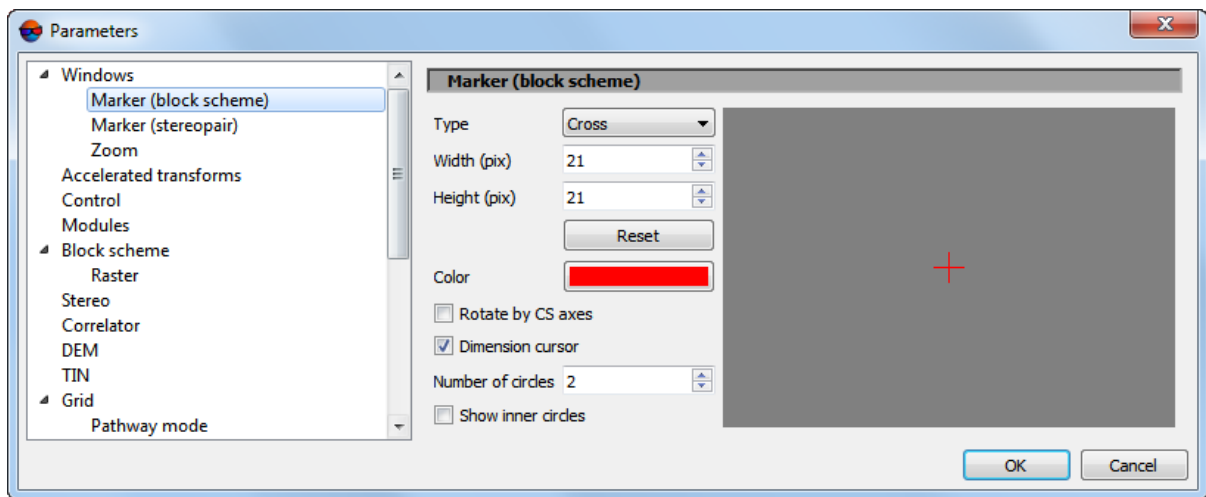 Parameters
Windows
Marker (block scheme)
Marker (stereopair)
Zoom
Accelerated transforms
Control
Modules
Block scheme
Raster
Stereo
Correlator
DEM
TIN
Grid
Pathway mode
Marker (block scheme)
Type Cross
Width (pix) 21
Height (pix) 21
Reset
Color
Rotate by CS axes
Dimension cursor
Number of circles 2
Show inner circles
OK Cancel